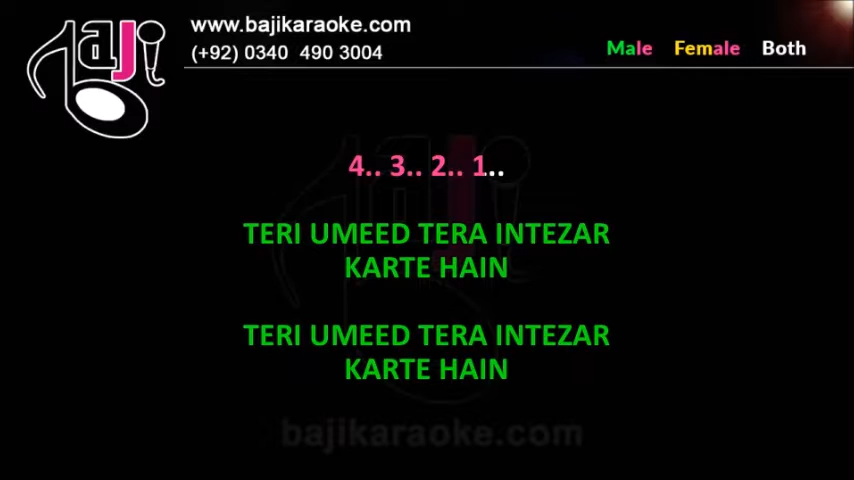 BAJI
www.bajikaraoke.com
(+92) 0340 490 3004
Male Female Both
4.. 3.. 2.. 1...
TERI UMEED TERA INTEZAR
KARTE HAIN
TERI UMEED TERA INTEZAR
KARTE HAIN
bajikaraoke.com